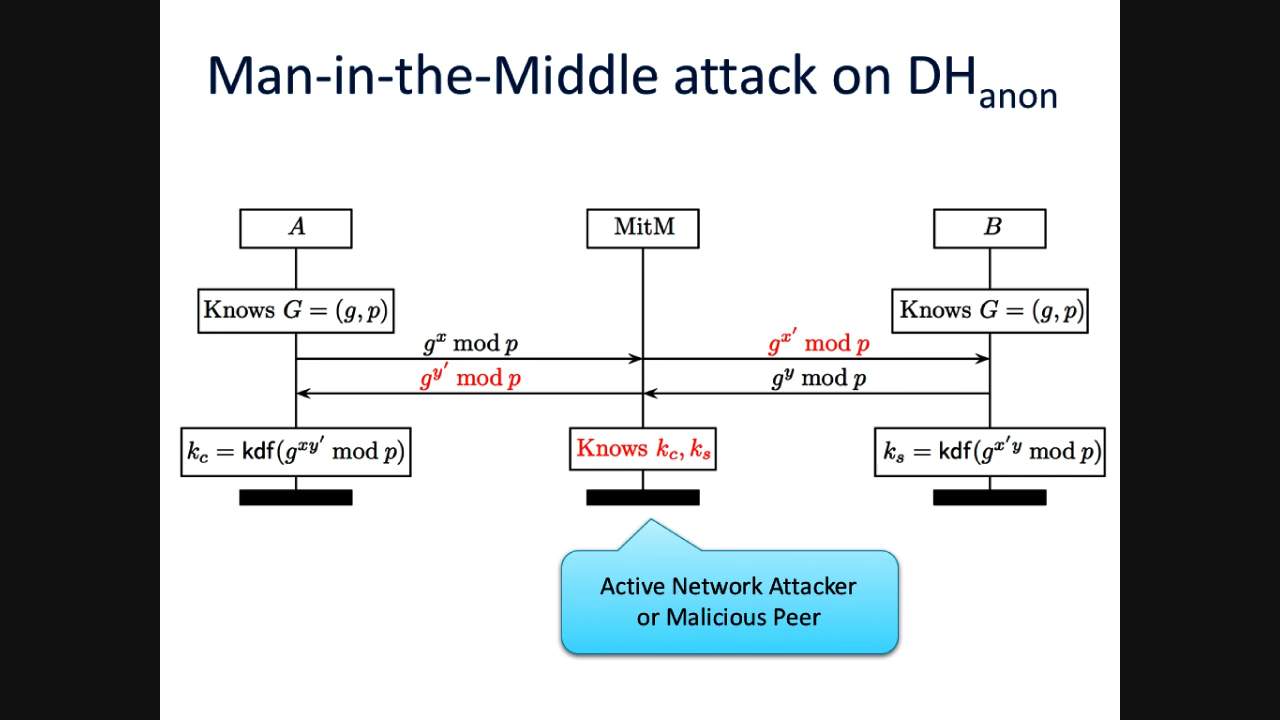 Man-in-the-Middle attack on DH_anon
A
MitM
B
Knows G = (g, p)
Knows G = (g, p)
g^x mod p
g^x′ mod p
g^y′ mod p
g^y mod p
k_c = kdf(g^xy′ mod p)
Knows k_c, k_s
k_s = kdf(g^x′y mod p)
Active Network Attacker
or Malicious Peer